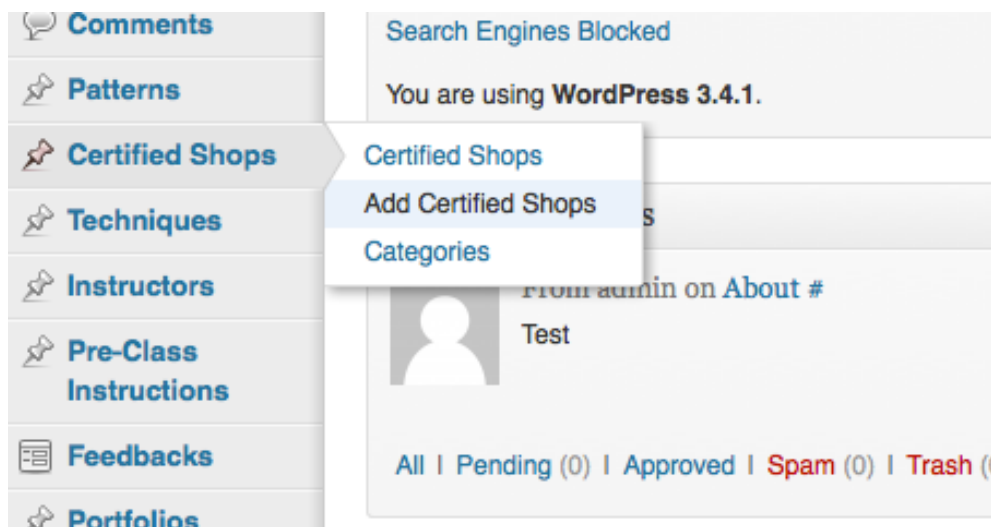 Comments
Patterns
Certified Shops
Techniques
Instructors
Pre-Class
Instructions
Feedbacks
Portfolios
Search Engines Blocked
You are using WordPress 3.4.1.
Certified Shops
Add Certified Shops
Categories
From admin on About #
Test
All | Pending (0) | Approved | Spam (0) | Trash (